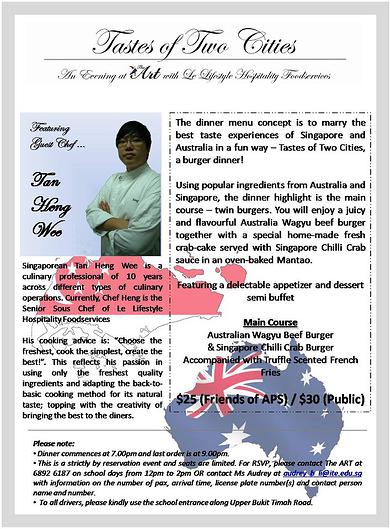 Tastes of Two Cities
An Evening at The Art with Le Lifestyle Hospitality Foodservices
Featuring
Guest Chef...
Tan
Heng
Wee
Singaporean Tan Heng Wee is a
culinary professional of 10 years
across different types of culinary
operations. Currently, Chef Heng is the
Senior Sous Chef of Le Lifestyle
Hospitality Foodservices
His cooking advice is: “Choose the
freshest, cook the simplest, create the
best!”. This reflects his passion in
using only the freshest quality
ingredients and adapting the back-to-
basic cooking method for its natural
taste; topping with the creativity of
bringing the best to the diners.
The dinner menu concept is to marry the
best taste experiences of Singapore and
Australia in a fun way – Tastes of Two Cities,
a burger dinner!
Using popular ingredients from Australia and
Singapore, the dinner highlight is the main
course – twin burgers. You will enjoy a juicy
and flavourful Australia Wagyu beef burger
together with a special home-made fresh
crab-cake served with Singapore Chilli Crab
sauce in an oven-baked Mantao.
Featuring a delectable appetizer and dessert
semi buffet
Main Course
Australian Wagyu Beef Burger
& Singapore Chilli Crab Burger
Accompanied with Truffle Scented French
Fries
$25 (Friends of APS) / $30 (Public)
Please note:
• Dinner commences at 7.00pm and last order is at 9.00pm.
• This is a strictly by reservation event and seats are limited. For RSVP, please contact The ART at
6892 6187 on school days from 12pm to 2pm OR contact Ms Audrey at audrey_b_li@ite.edu.sg
with information on the number of pax, arrival time, license plate number(s) and contact person
name and number.
• To all drivers, please kindly use the school entrance along Upper Bukit Timah Road.